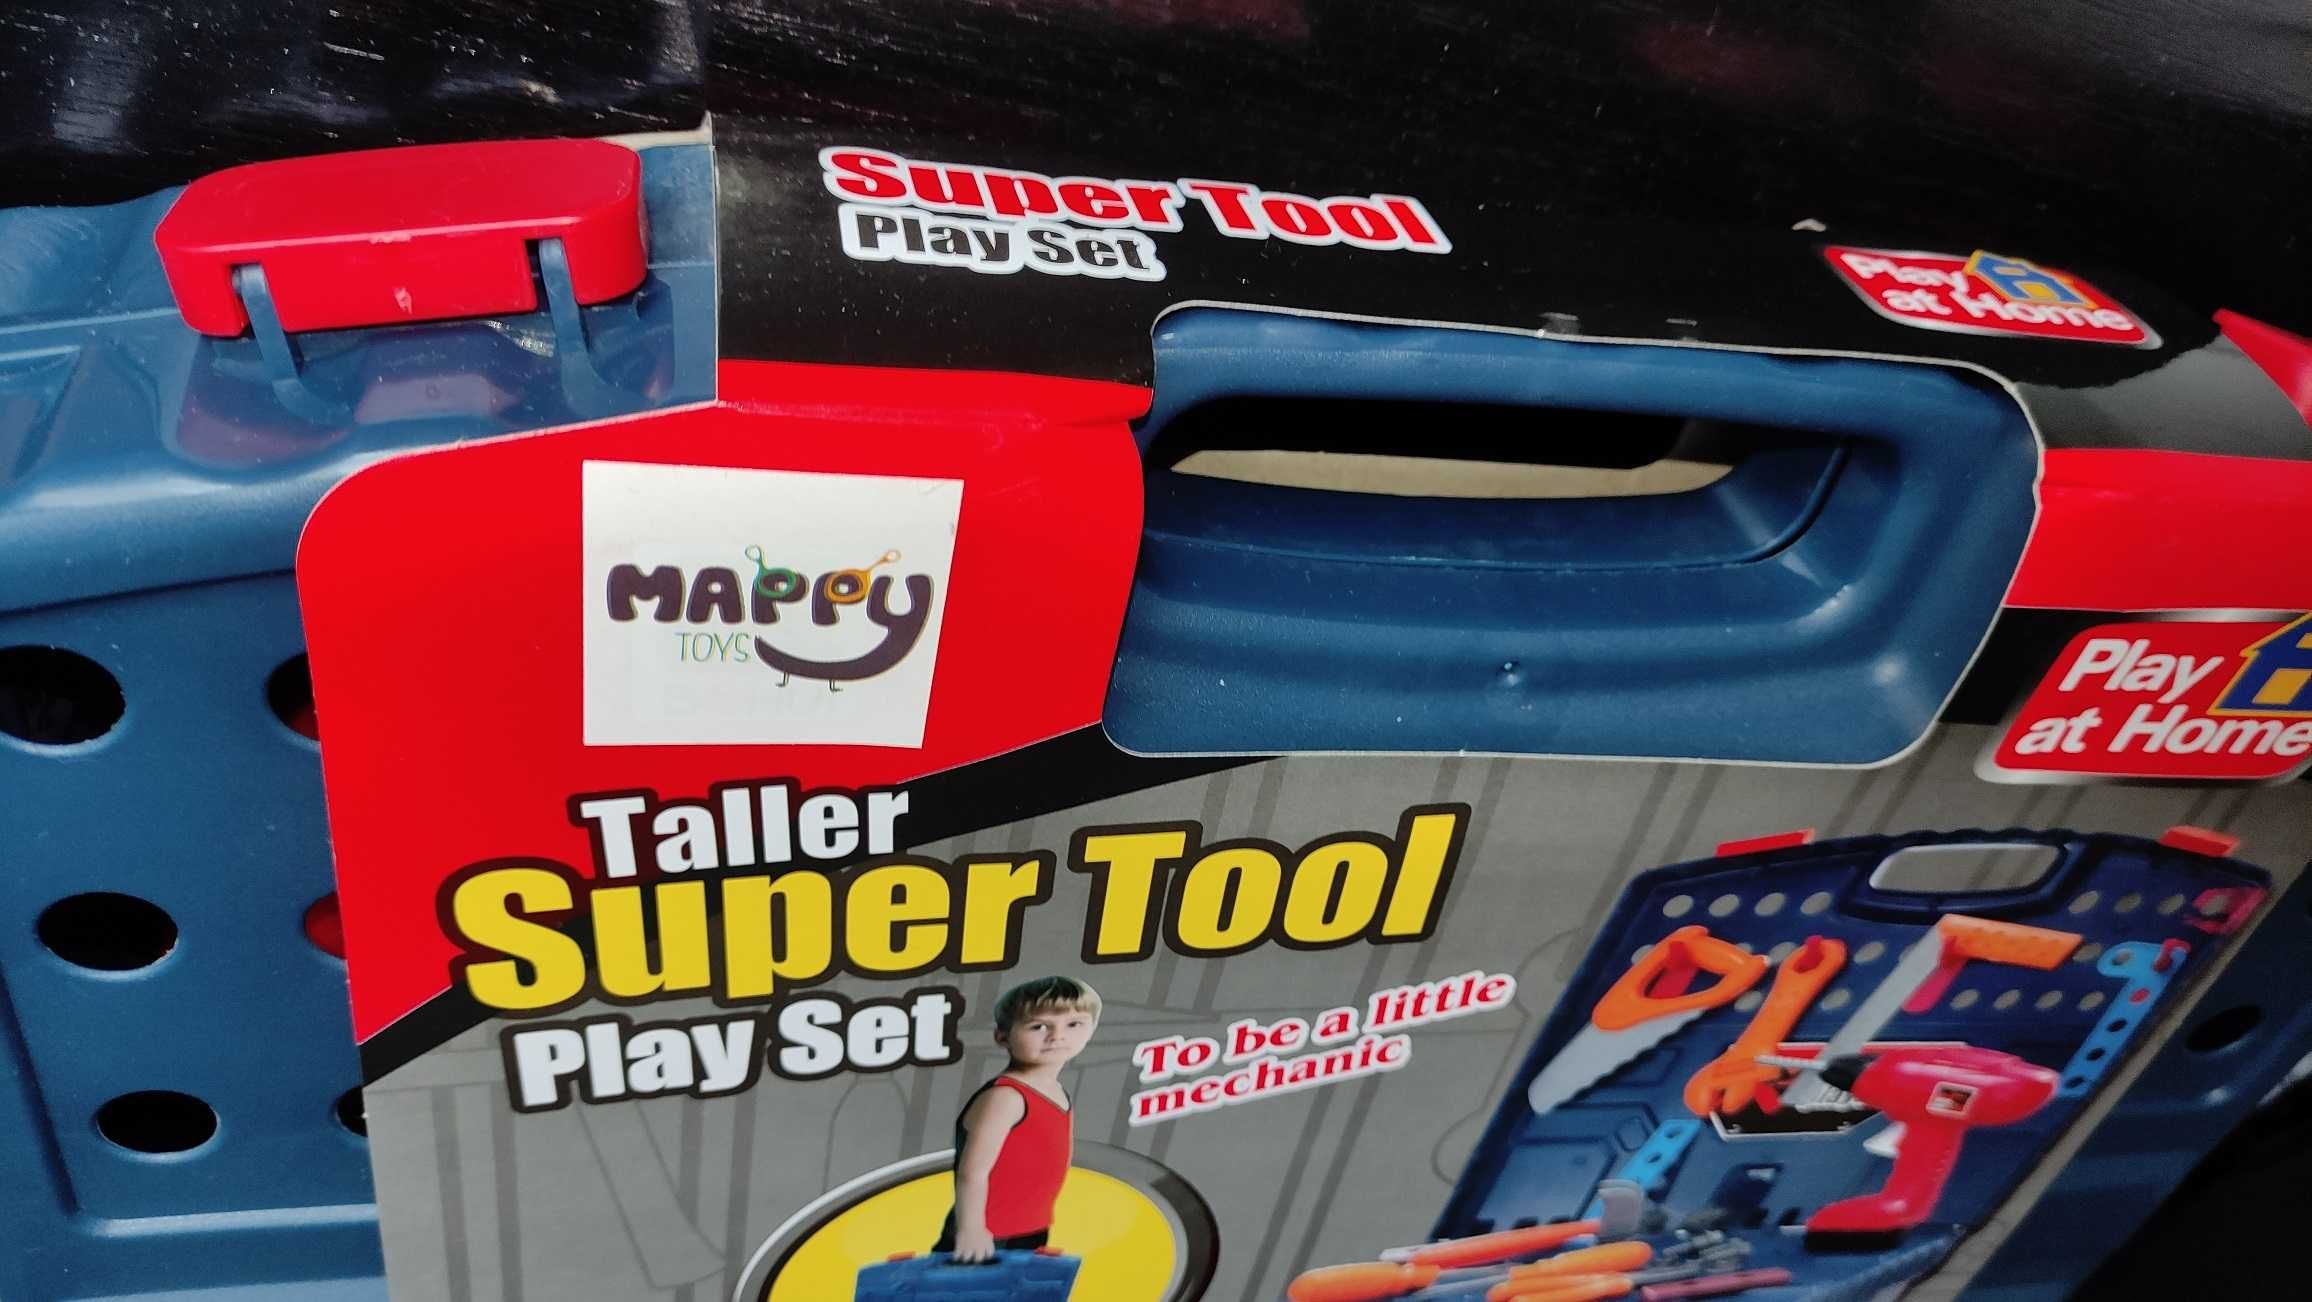 Super Tool
Play Set
Play
at Home
MAPPY
TOYS
Play
at Home
Taller
Super Tool
Play Set
To be a little
mechanic